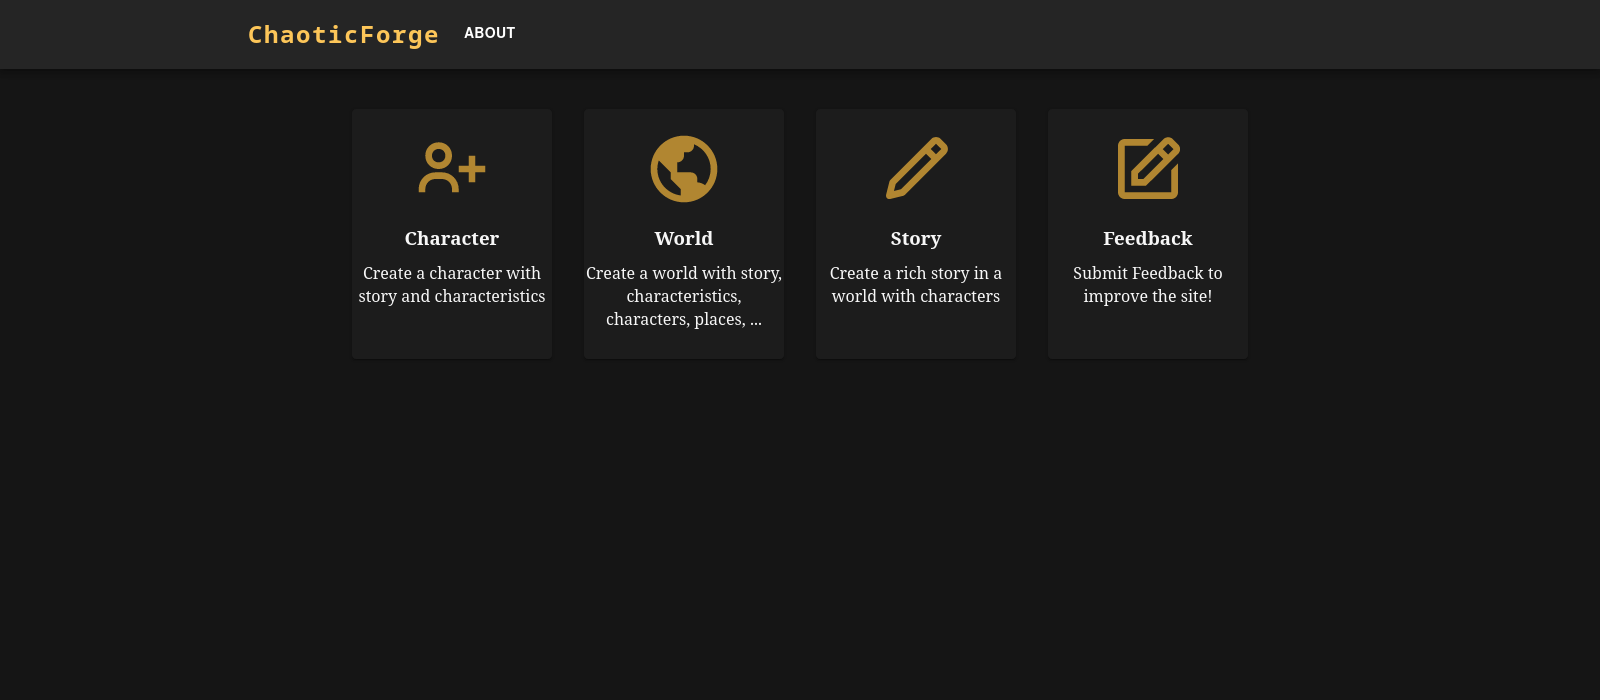 ChaoticForge ABOUT
Character
Create a character with
story and characteristics
World
Create a world with story,
characteristics,
characters, places, ...
Story
Create a rich story in a
world with characters
Feedback
Submit Feedback to
improve the site!